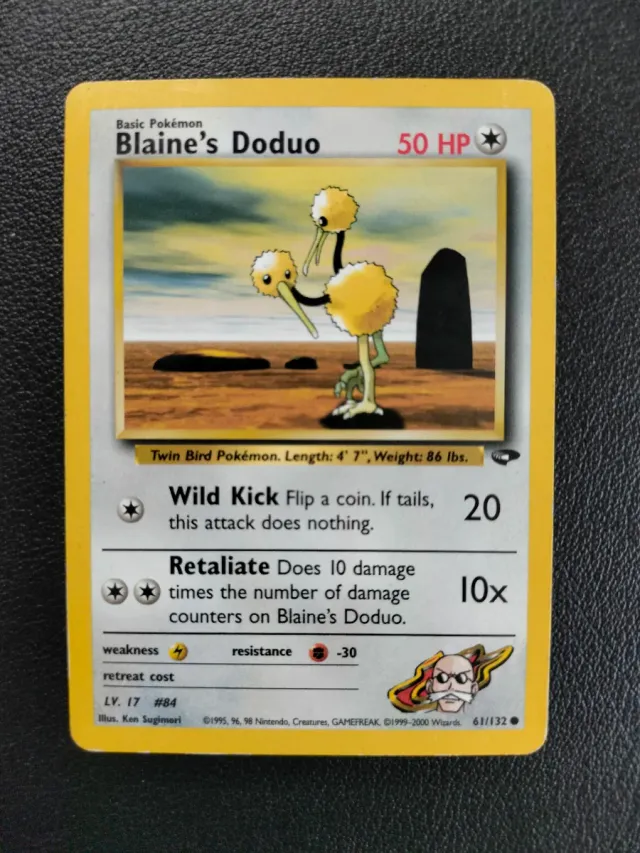 Basic Pokémon
Blaine's Doduo 50 HP
Twin Bird Pokémon. Length: 4' 7", Weight: 86 lbs.
Wild Kick Flip a coin. If tails,
this attack does nothing.
20
Retaliate Does 10 damage
times the number of damage
counters on Blaine's Doduo.
10x
weakness resistance -30
retreat cost
LV. 17 #84
Illus. Ken Sugimori ©1995, 96, 98 Nintendo, Creatures, GAMEFREAK. ©1999-2000 Wizards. 61/132